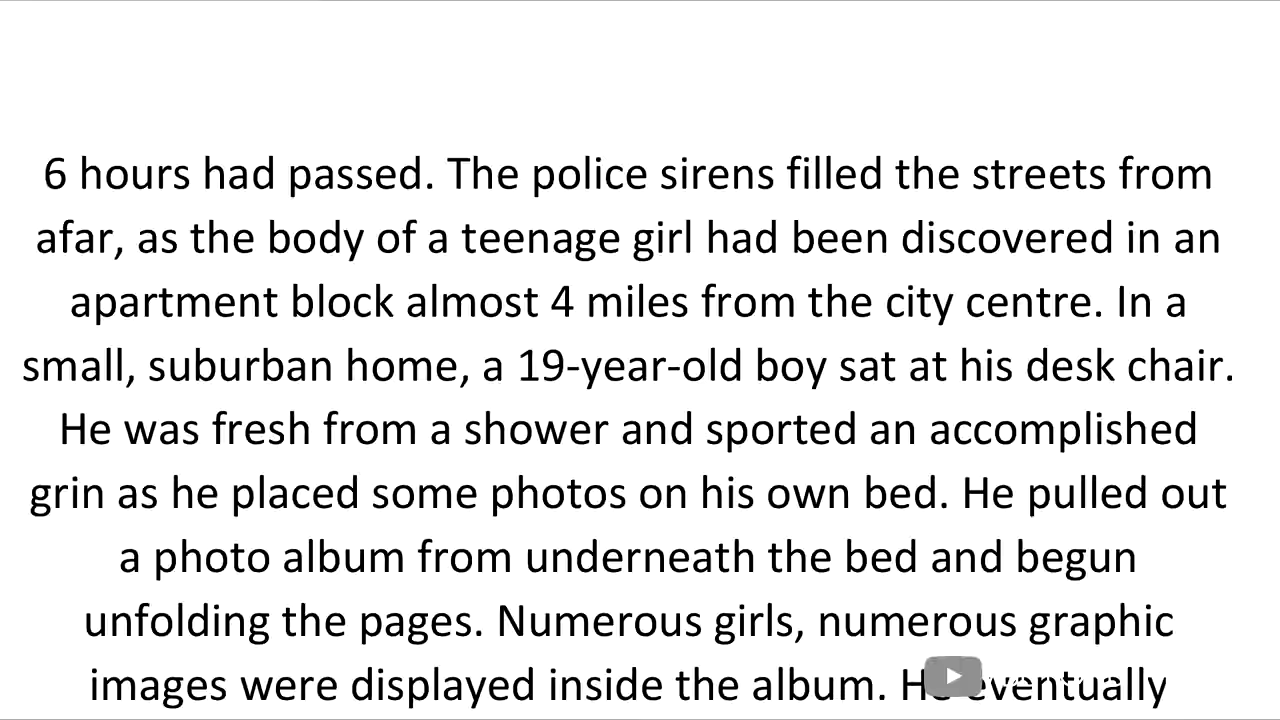 6 hours had passed. The police sirens filled the streets from
afar, as the body of a teenage girl had been discovered in an
apartment block almost 4 miles from the city centre. In a
small, suburban home, a 19-year-old boy sat at his desk chair.
He was fresh from a shower and sported an accomplished
grin as he placed some photos on his own bed. He pulled out
a photo album from underneath the bed and begun
unfolding the pages. Numerous girls, numerous graphic
images were displayed inside the album. He eventually